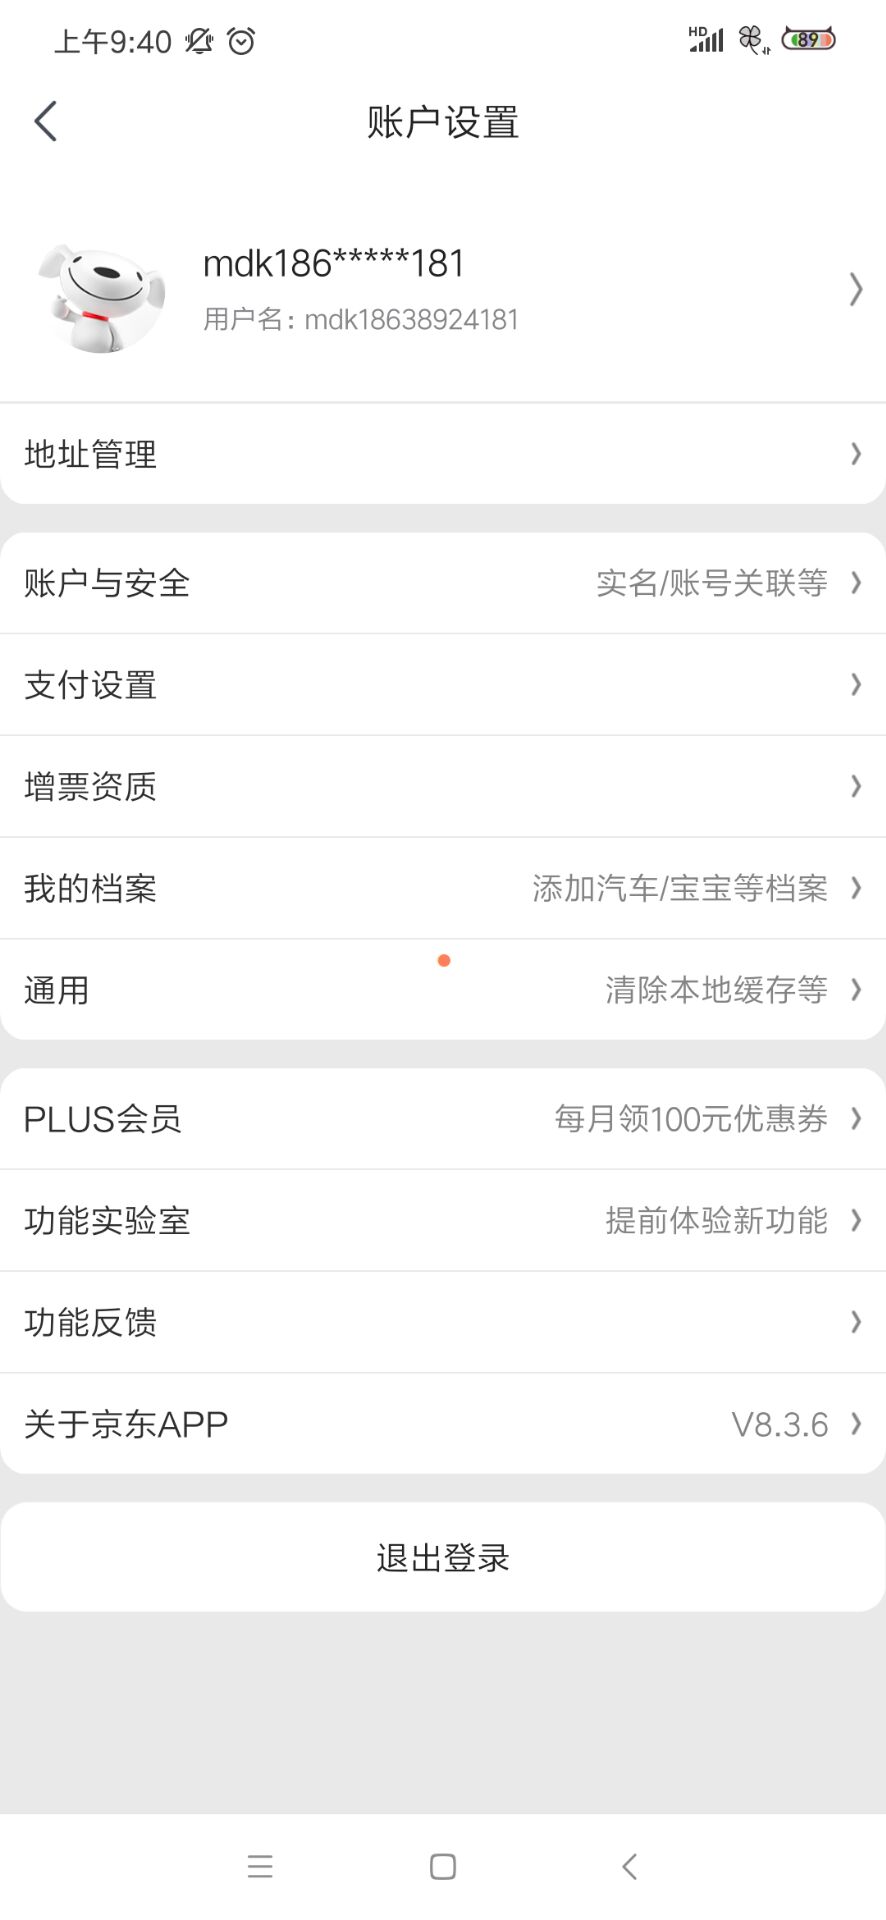 上午9:40
HD
89
账户设置
mdk186*****181
用户名：mdk18638924181
地址管理
账户与安全 实名/账号关联等
支付设置
增票资质
我的档案 添加汽车/宝宝等档案
通用 清除本地缓存等
PLUS会员 每月领100元优惠券
功能实验室 提前体验新功能
功能反馈
关于京东APP V8.3.6
退出登录